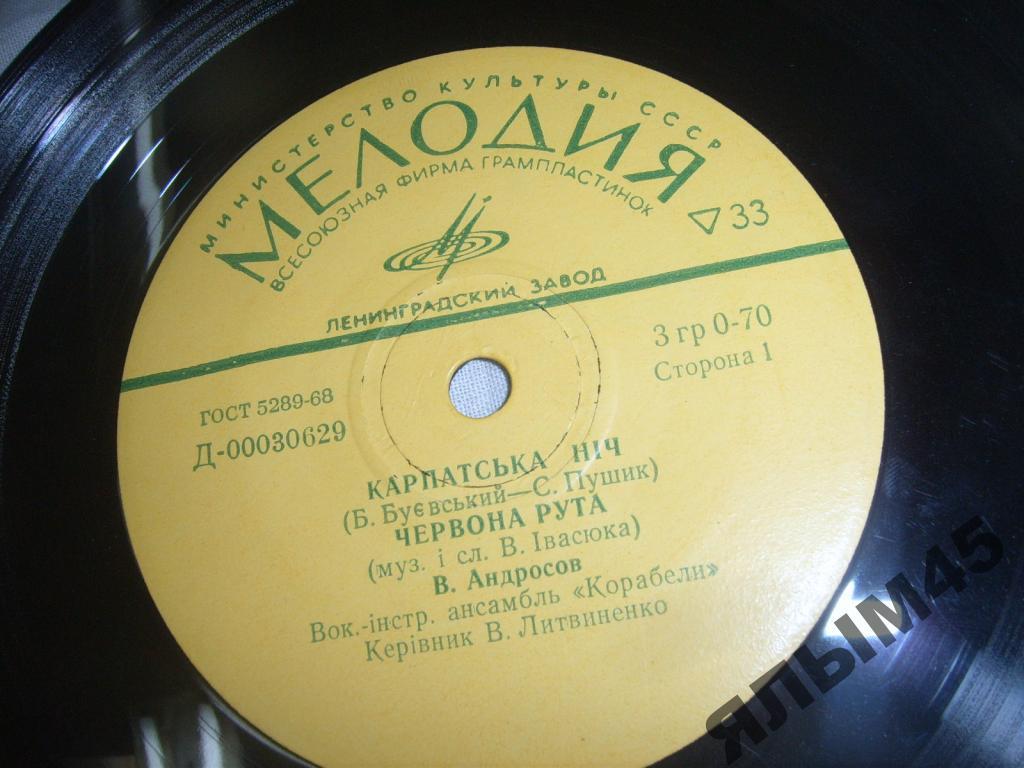 МИНИСТЕРСТВО КУЛЬТУРЫ СССР
МЕЛОДИЯ
ВСЕСОЮЗНАЯ ФИРМА ГРАМПЛАСТИНОК
▽ 33
ЛЕНИНГРАДСКИЙ ЗАВОД
ГОСТ 5289-68
Д-00030629
3 гр 0-70
Сторона 1
КАРПАТСЬКА НІЧ
(Б. Буєвський—С. Пушик)
ЧЕРВОНА РУТА
(муз. і сл. В. Івасюка)
В. Андросов
Вок.-інстр. ансамбль «Корабели»
Керівник В. Литвиненко
ЯЛЫМ45